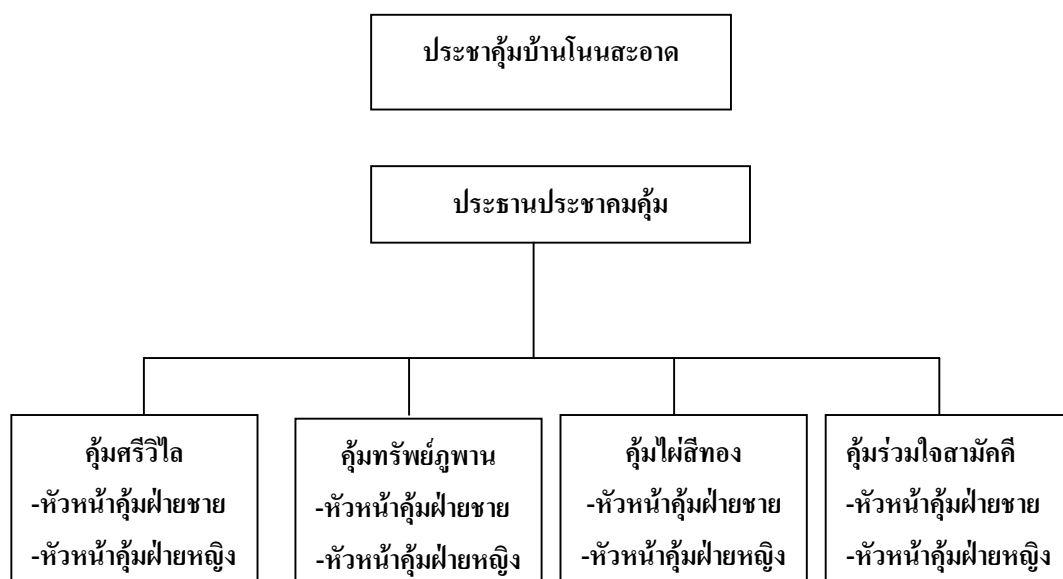 ประชาคุ้มบ้านโนนสะอาด
ประธานประชาคมคุ้ม
คุ้มศรีวิไล
-หัวหน้าคุ้มฝ่ายชาย
-หัวหน้าคุ้มฝ่ายหญิง
คุ้มทรัพย์ภูพาน
-หัวหน้าคุ้มฝ่ายชาย
-หัวหน้าคุ้มฝ่ายหญิง
คุ้มไผ่สีทอง
-หัวหน้าคุ้มฝ่ายชาย
-หัวหน้าคุ้มฝ่ายหญิง
คุ้มร่วมใจสามัคคี
-หัวหน้าคุ้มฝ่ายชาย
-หัวหน้าคุ้มฝ่ายหญิง